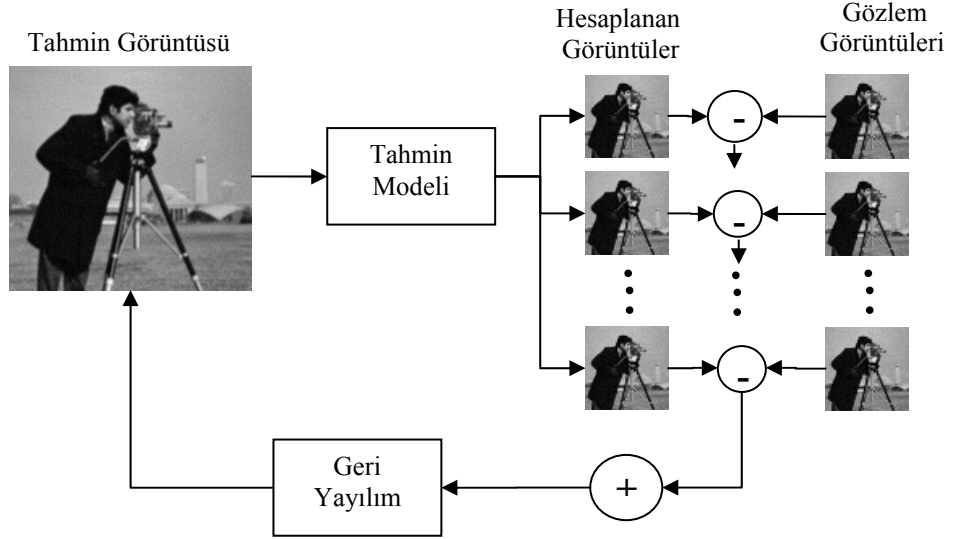 Tahmin Görüntüsü
Hesaplanan
Görüntüler
Gözlem
Görüntüleri
Tahmin
Modeli
-
-
-
Geri
Yayılım
+